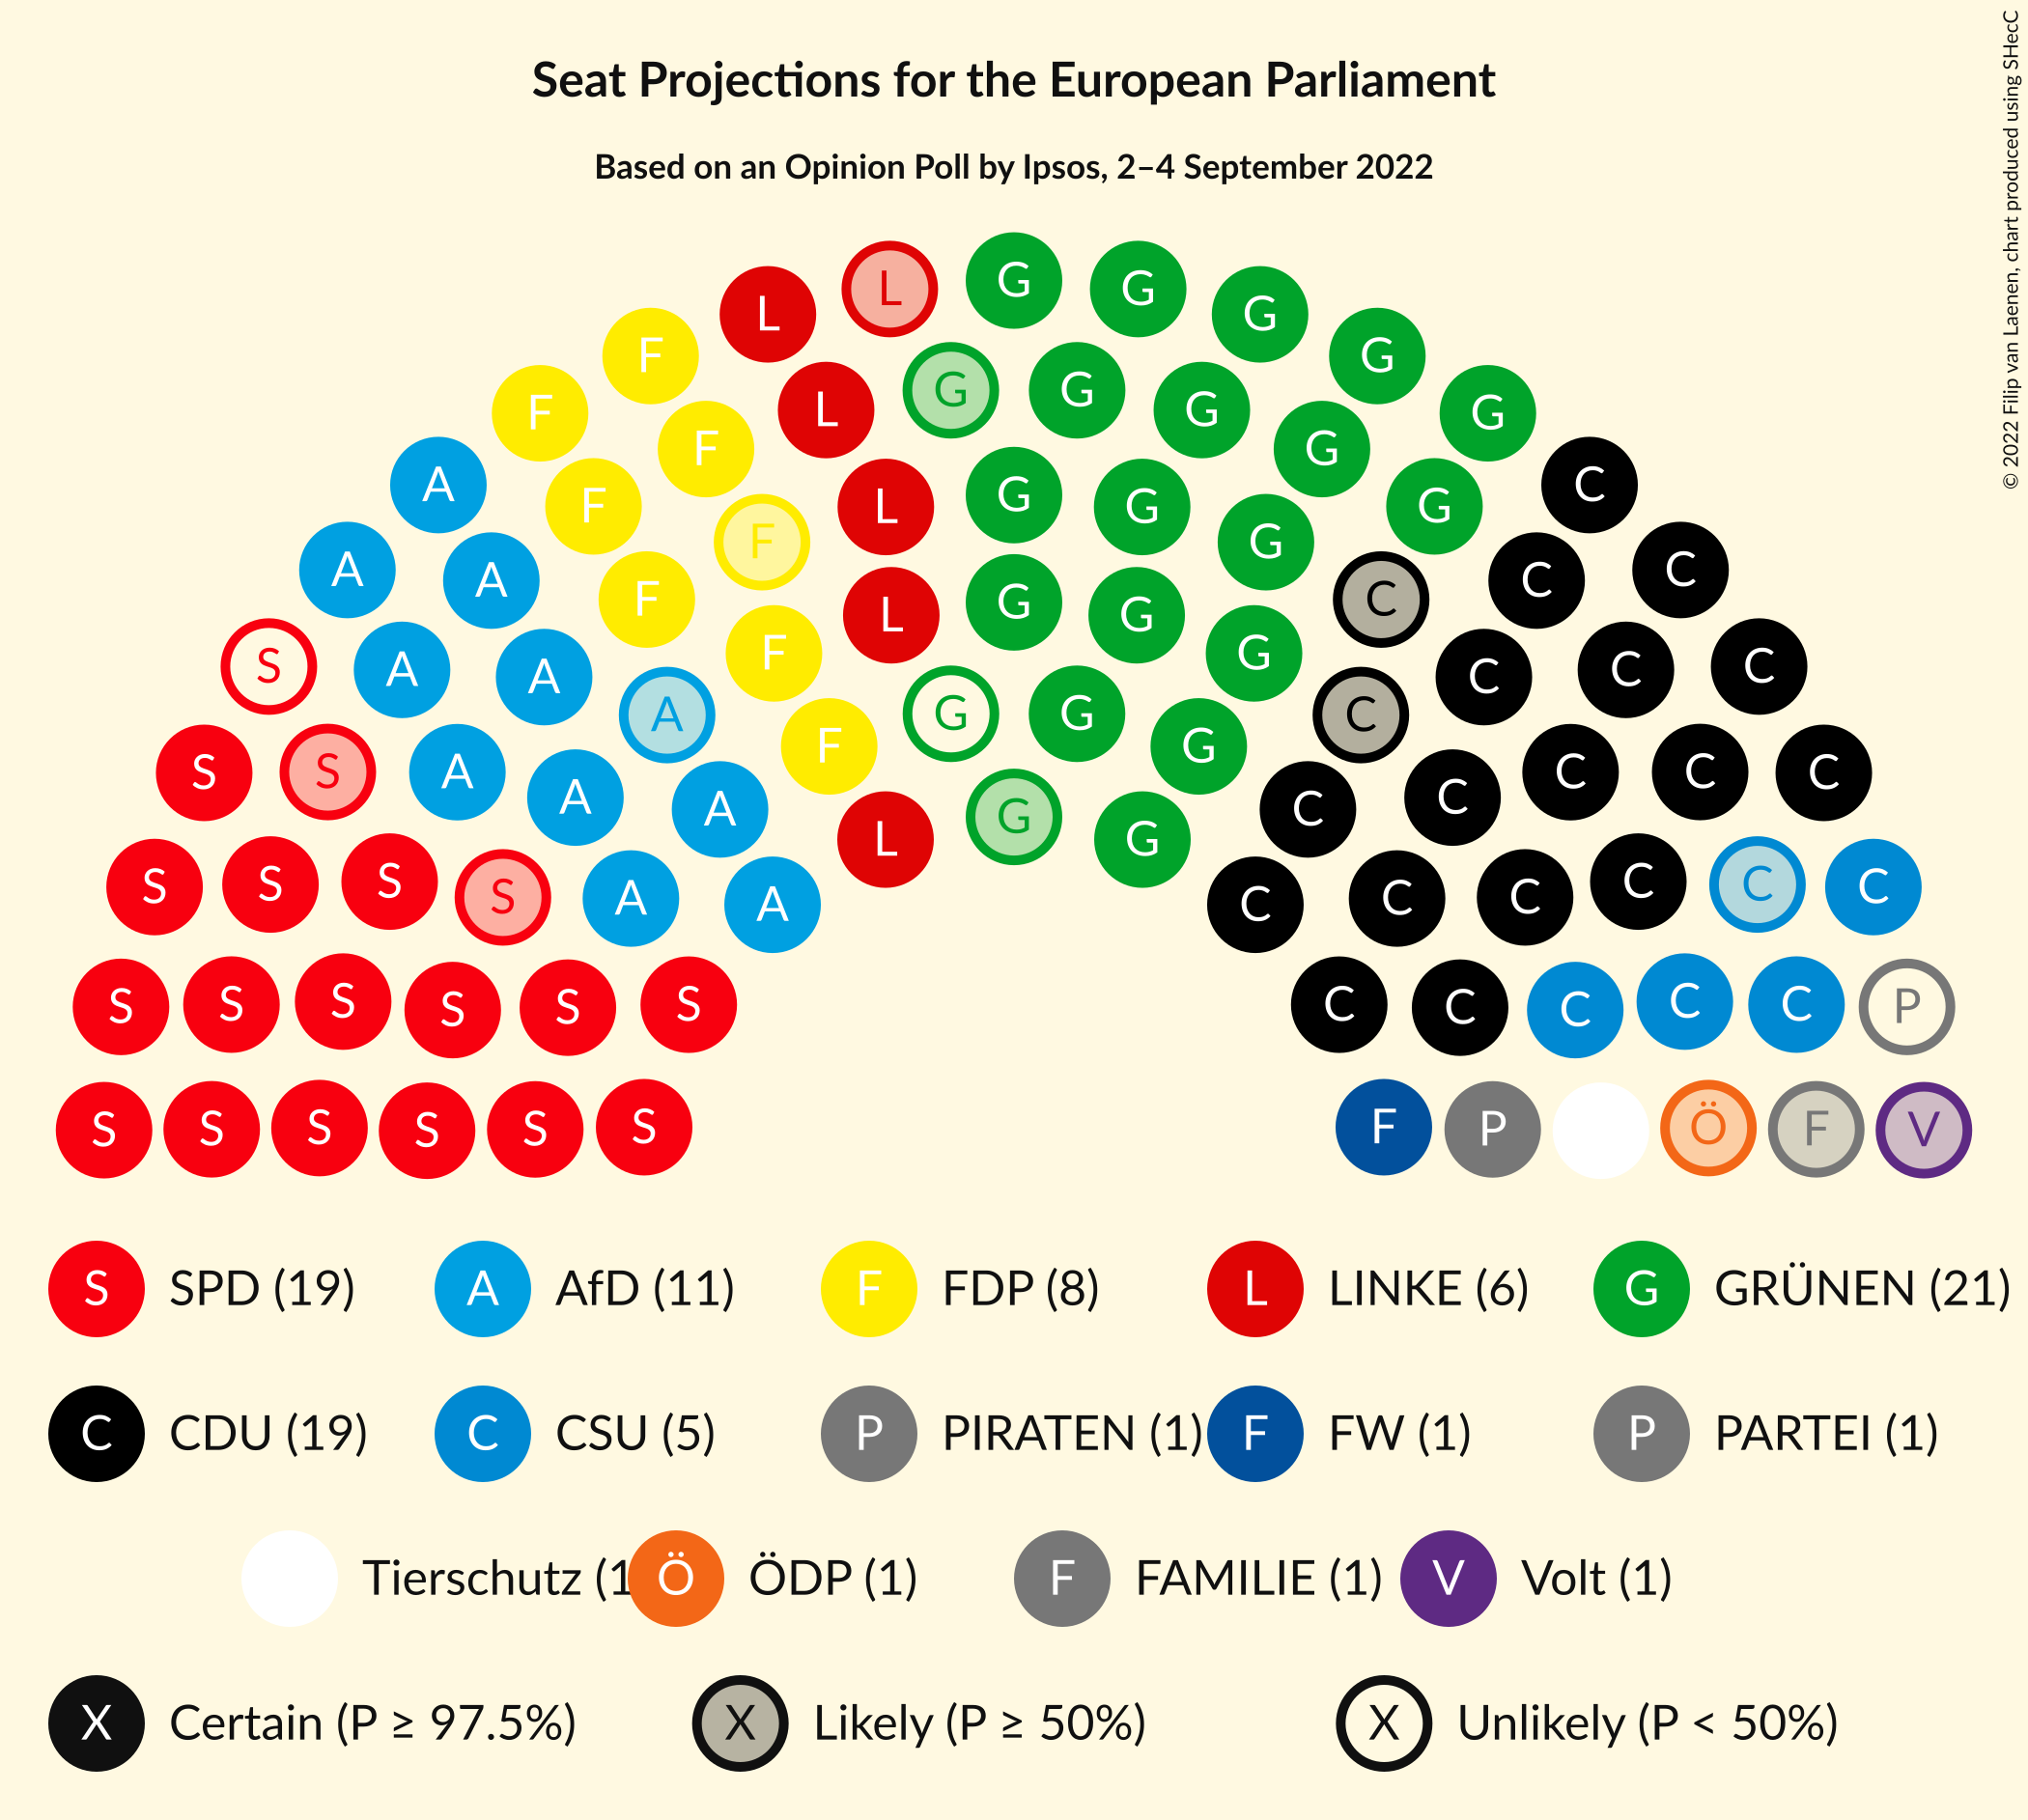 Seat Projections for the European Parliament
Based on an Opinion Poll by Ipsos, 2–4 September 2022
© 2022 Filip van Laenen, chart produced using SHecC
G
L G
L G
F G
F L G G
F G
A F G C
F F G
L G G
F G
A C
A C
F C
L G G
S A F G C
A C
A G G C
A C
S S A F G C C C
A C
A C
L G G
S S S S A A C C C C C C
S S S S S S C C C C C P
S S S S S S F P Ö F V
S SPD (19) A AfD (11) F FDP (8) L LINKE (6) G GRÜNEN (21)
C CDU (19) C CSU (5) P PIRATEN (1) F FW (1) P PARTEI (1)
Tierschutz (1 Ö ÖDP (1) F FAMILIE (1) V Volt (1)
X Certain (P ≥ 97.5%) X Likely (P ≥ 50%) X Unlikely (P < 50%)